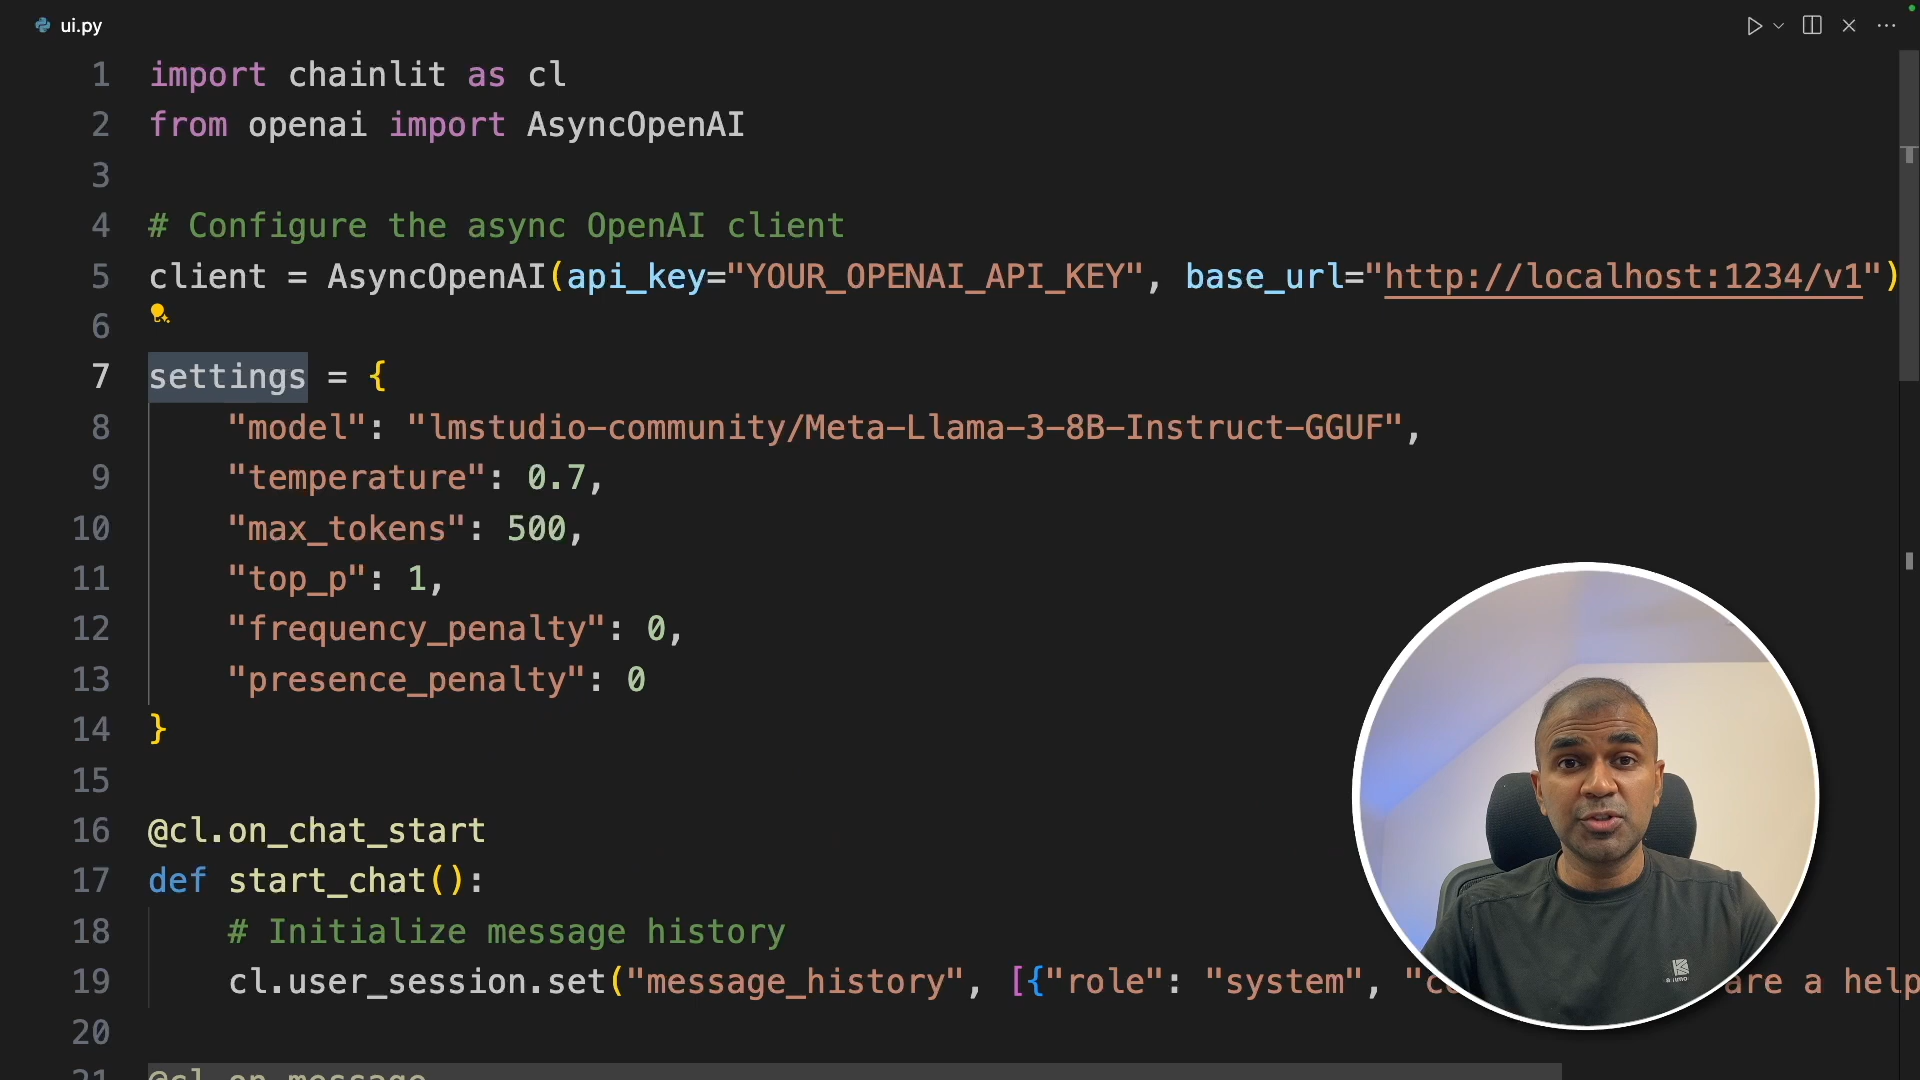 ui.py
1 import chainlit as cl
2 from openai import AsyncOpenAI
3
4 # Configure the async OpenAI client
5 client = AsyncOpenAI(api_key="YOUR_OPENAI_API_KEY", base_url="http://localhost:1234/v1")
6
7 settings = {
8 "model": "lmstudio-community/Meta-Llama-3-8B-Instruct-GGUF",
9 "temperature": 0.7,
10 "max_tokens": 500,
11 "top_p": 1,
12 "frequency_penalty": 0,
13 "presence_penalty": 0
14 }
15
16 @cl.on_chat_start
17 def start_chat():
18 # Initialize message history
19 cl.user_session.set("message_history", [{"role": "system", "c are a help
20
21 @cl.on_message